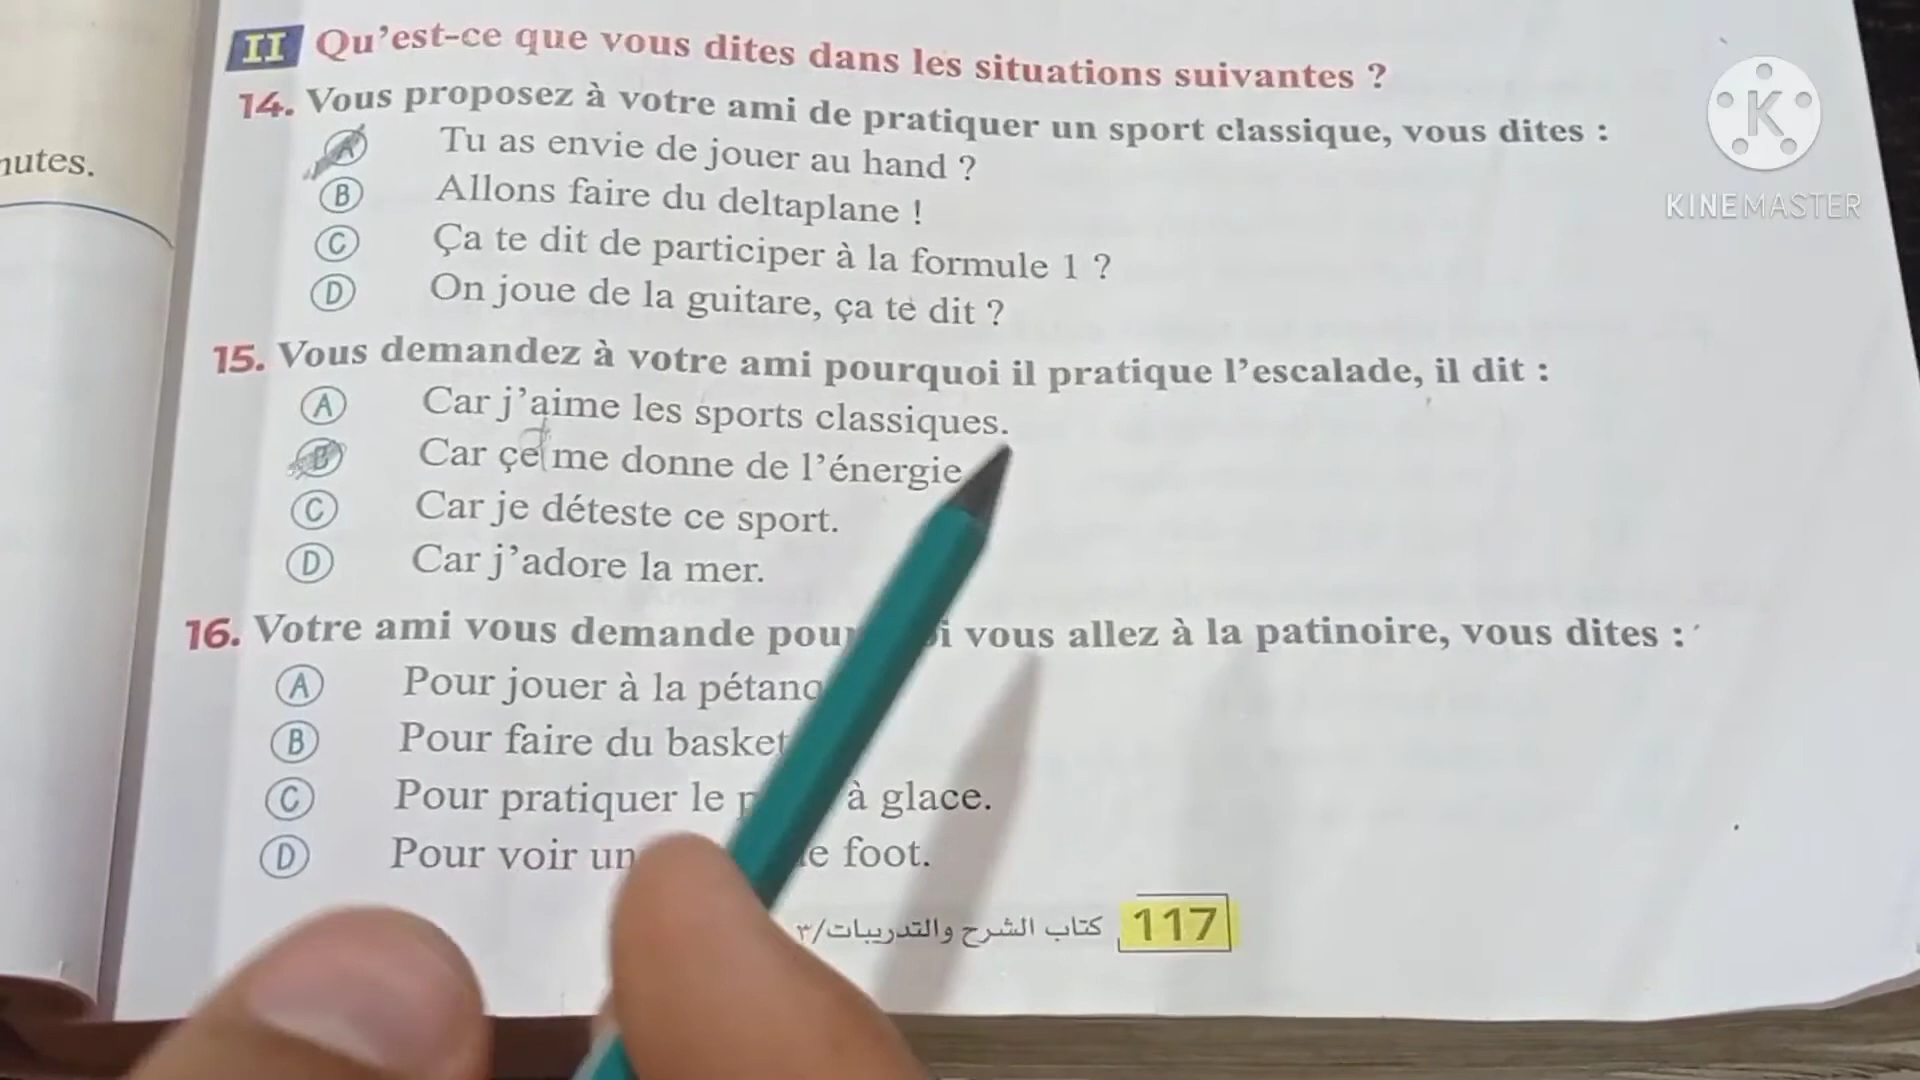 nutes.
II Qu'est-ce que vous dites dans les situations suivantes ?
14. Vous proposez à votre ami de pratiquer un sport classique, vous dites :
A Tu as envie de jouer au hand ?
B Allons faire du deltaplane !
C Ça te dit de participer à la formule 1 ?
D On joue de la guitare, ça te dit ?
15. Vous demandez à votre ami pourquoi il pratique l'escalade, il dit :
A Car j'aime les sports classiques.
B Car çe me donne de l'énergie
C Car je déteste ce sport.
D Car j'adore la mer.
16. Votre ami vous demande vous allez à la patinoire, vous dites :
A Pour jouer à la
B Pour faire du basket
C Pour pratiquer le à glace.
D Pour voir un foot.
117 كتاب الشرح والتدريبات/٣
K
KINEMASTER